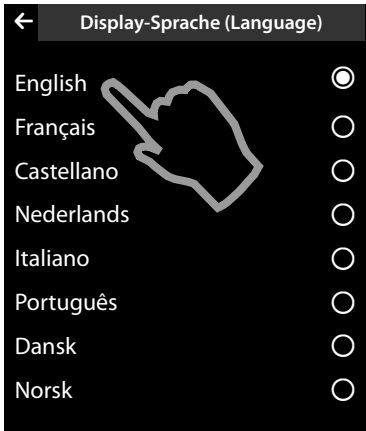 Display-Sprache (Language)
English
Français
Castellano
Nederlands
Italiano
Português
Dansk
Norsk